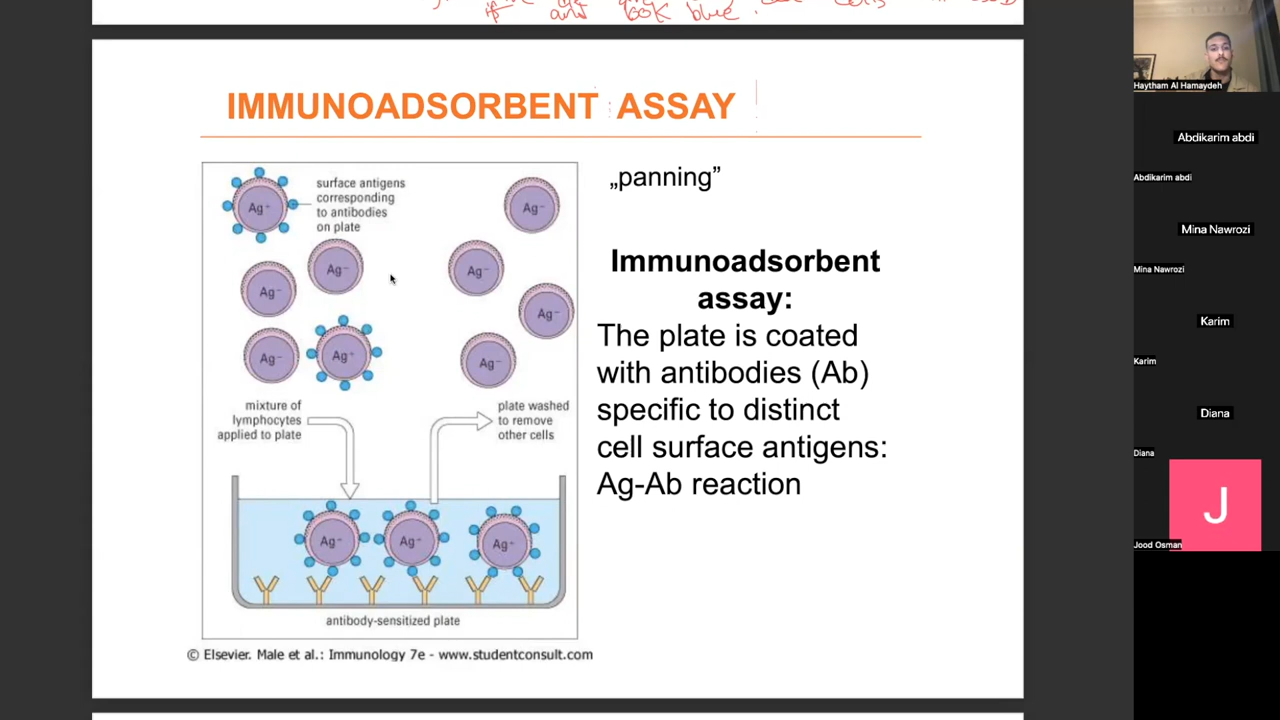 if
look blue.
IMMUNOADSORBENT ASSAY
Ag⁺
surface antigens
corresponding
to antibodies
on plate
Ag⁻
Ag⁻
Ag⁻
Ag⁻
Ag⁻
Ag⁻
Ag⁺
Ag⁻
mixture of
lymphocytes
applied to plate
plate washed
to remove
other cells
Ag⁺
Ag⁺
Ag⁺
antibody-sensitized plate
© Elsevier. Male et al.: Immunology 7e - www.studentconsult.com
„panning”
Immunoadsorbent
assay:
The plate is coated
with antibodies (Ab)
specific to distinct
cell surface antigens:
Ag-Ab reaction
Haytham Al Hamaydeh
Abdikarim abdi
Abdikarim abdi
Mina Nawrozi
Mina Nawrozi
Karim
Karim
Diana
Diana
J
Jood Osman